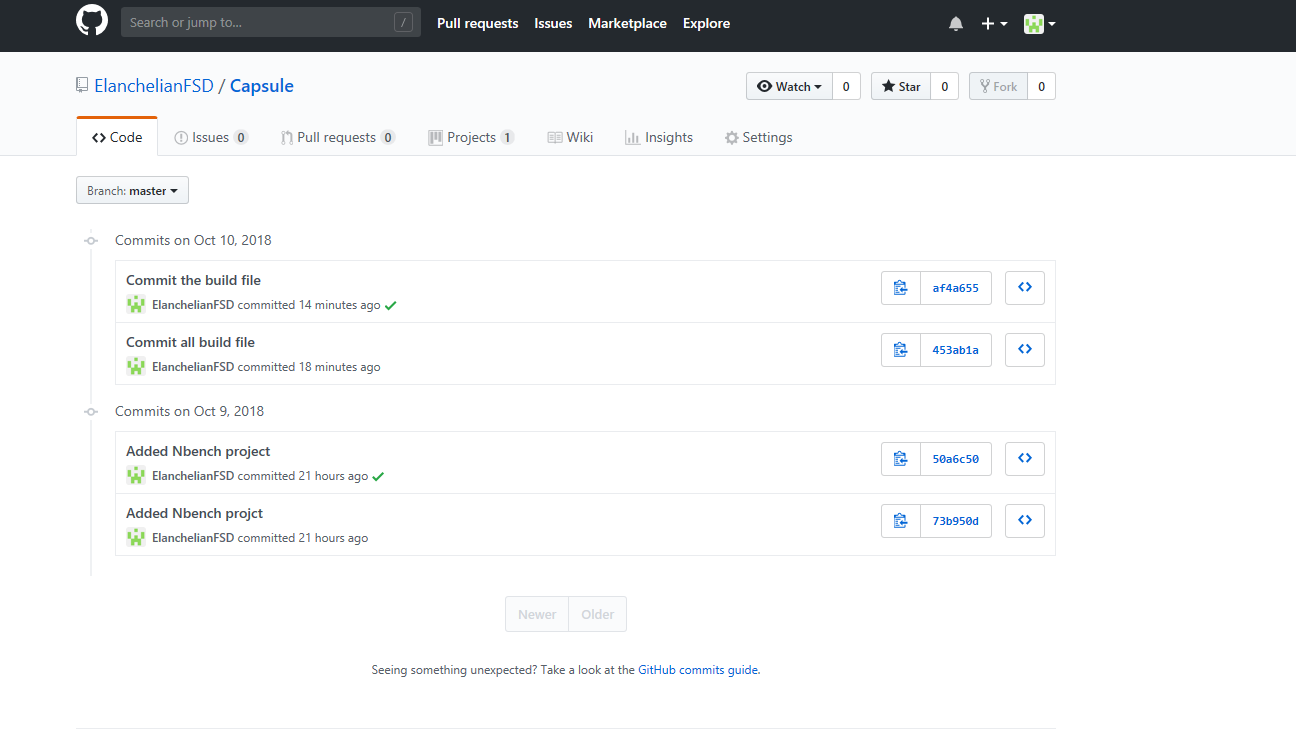 Search or jump to... / Pull requests Issues Marketplace Explore
ElanchelianFSD / Capsule Watch 0 Star 0 Fork 0
Code Issues 0 Pull requests 0 Projects 1 Wiki Insights Settings
Branch: master
Commits on Oct 10, 2018
Commit the build file
ElanchelianFSD committed 14 minutes ago
af4a655
Commit all build file
ElanchelianFSD committed 18 minutes ago
453ab1a
Commits on Oct 9, 2018
Added Nbench project
ElanchelianFSD committed 21 hours ago
50a6c50
Added Nbench projct
ElanchelianFSD committed 21 hours ago
73b950d
Newer Older
Seeing something unexpected? Take a look at the GitHub commits guide.